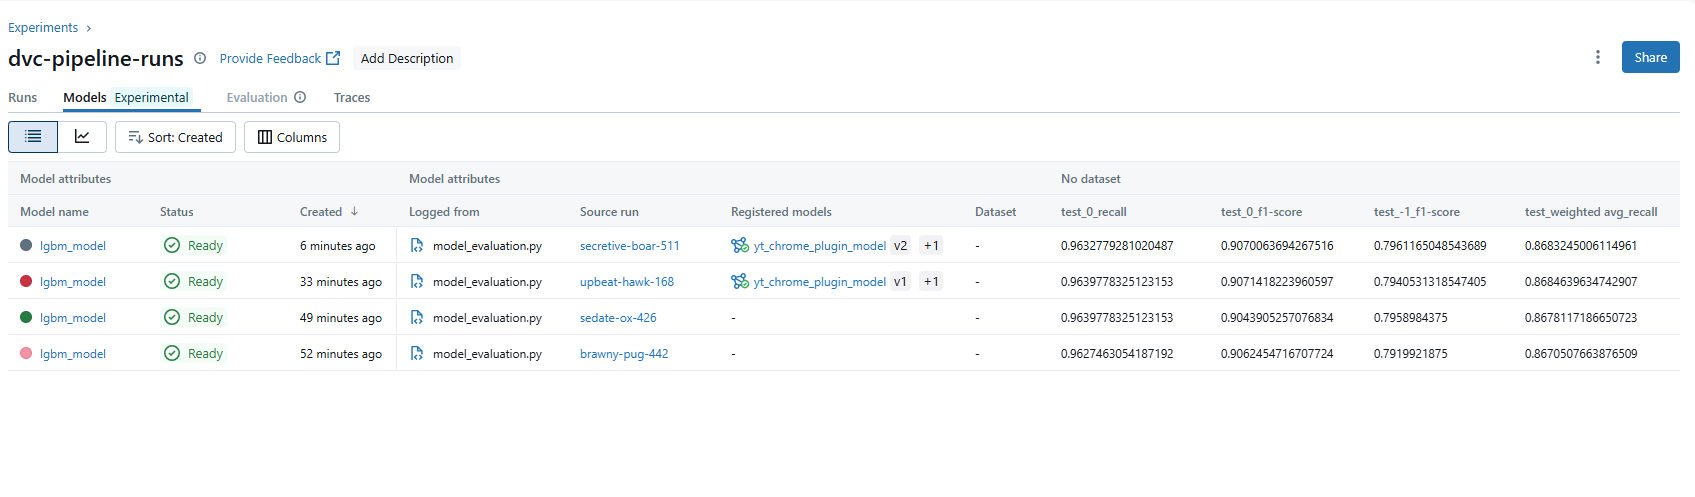 Experiments ›
dvc-pipeline-runs Provide Feedback Add Description Share
Runs Models Experimental Evaluation Traces
Sort: Created Columns
Model attributes Model attributes No dataset
Model name Status Created Logged from Source run Registered models Dataset test_0_recall test_0_f1-score test_-1_f1-score test_weighted avg_recall
lgbm_model Ready 6 minutes ago model_evaluation.py secretive-boar-511 yt_chrome_plugin_model v2 +1 - 0.9632779281020487 0.9070063694267516 0.7961165048543689 0.8683245006114961
lgbm_model Ready 33 minutes ago model_evaluation.py upbeat-hawk-168 yt_chrome_plugin_model v1 +1 - 0.9639778325123153 0.9071418223960597 0.7940531318547405 0.8684639634742907
lgbm_model Ready 49 minutes ago model_evaluation.py sedate-ox-426 - - 0.9639778325123153 0.9043905257076834 0.7958984375 0.8678117186650723
lgbm_model Ready 52 minutes ago model_evaluation.py brawny-pug-442 - - 0.9627463054187192 0.9062454716707724 0.7919921875 0.8670507663876509